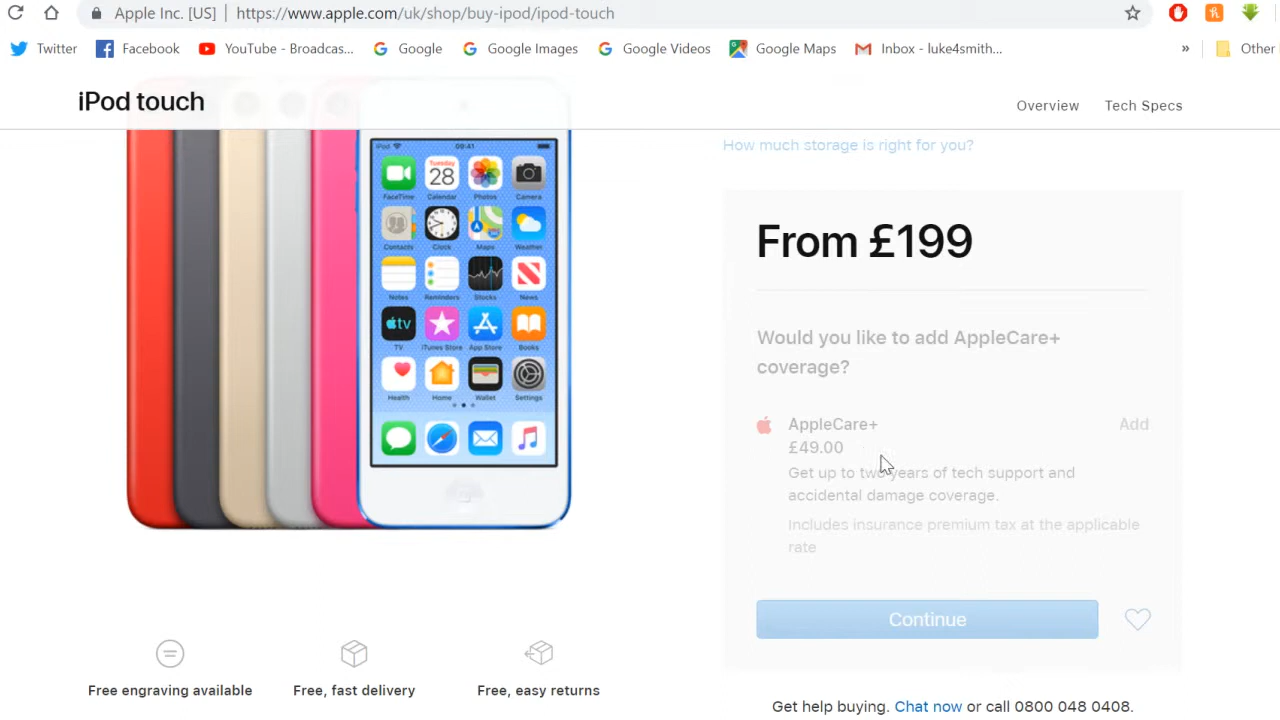 Apple Inc. [US] | https://www.apple.com/uk/shop/buy-ipod/ipod-touch
Twitter Facebook YouTube - Broadcas... Google Google Images Google Videos Google Maps Inbox - luke4smith... » Other
iPod touch Overview Tech Specs
How much storage is right for you?
iPod 09:41
Tuesday
28
FaceTime Calendar Photos Camera
Contacts Clock Maps Weather
Notes Reminders Stocks News
tv
TV iTunes Store App Store Books
Health Home Wallet Settings
From £199
Would you like to add AppleCare+
coverage?
AppleCare+ Add
£49.00
Get up to two years of tech support and
accidental damage coverage.
Includes insurance premium tax at the applicable
rate
Continue
Free engraving available Free, fast delivery Free, easy returns
Get help buying. Chat now or call 0800 048 0408.